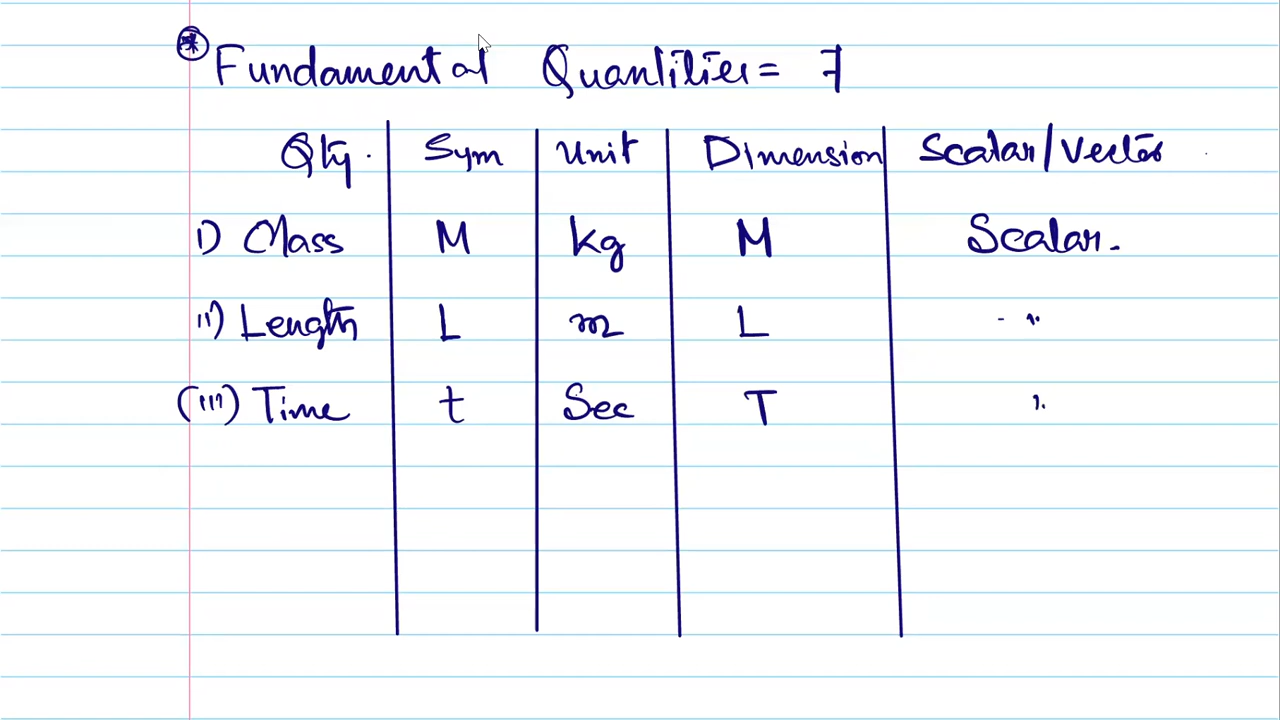 * Fundamental Quantities = 7
Qty. Sym Unit Dimension Scalar/Vector
i) Mass M kg M Scalar.
ii) Length L m L - "
(iii) Time t Sec T "